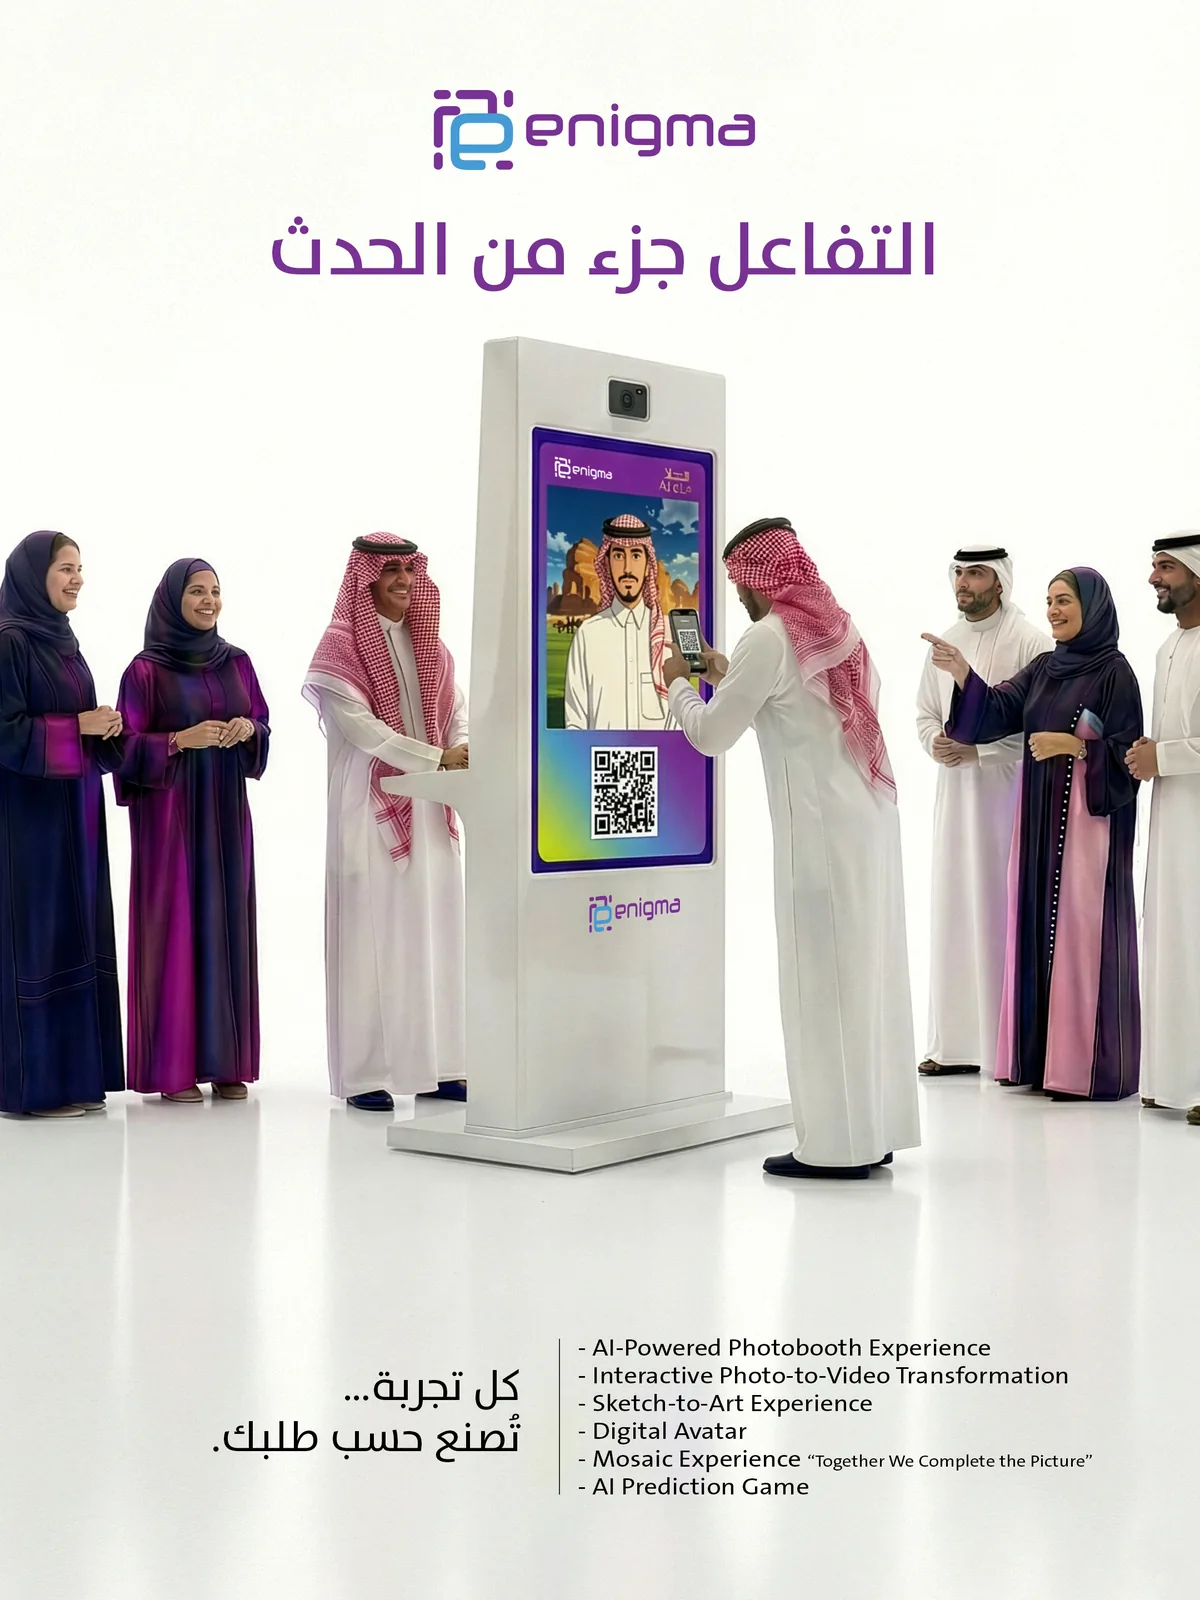 enigma
التفاعل جزء من الحدث
enigma
enigma
كل تجربة...
تُصنع حسب طلبك.
- AI-Powered Photobooth Experience
- Interactive Photo-to-Video Transformation
- Sketch-to-Art Experience
- Digital Avatar
- Mosaic Experience “Together We Complete the Picture”
- AI Prediction Game